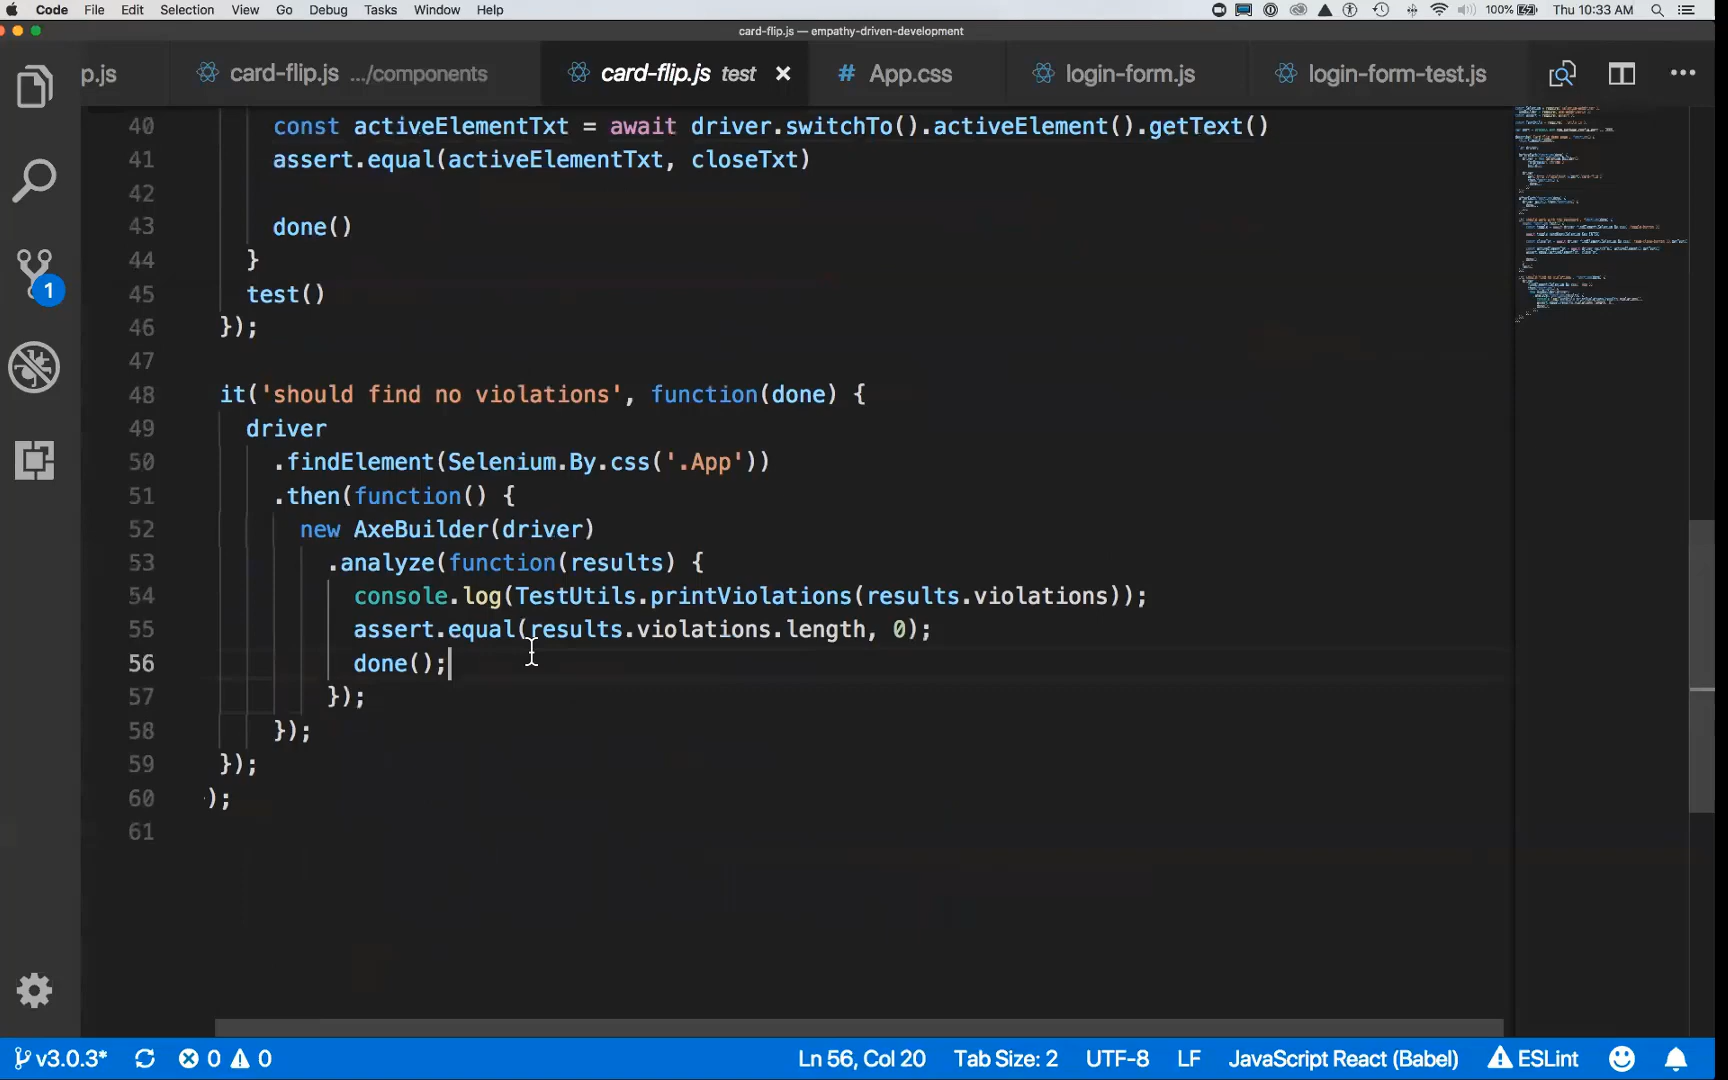 Code File Edit Selection View Go Debug Tasks Window Help 100% Thu 10:33 AM
card-flip.js — empathy-driven-development
p.js card-flip.js .../components card-flip.js test × # App.css login-form.js login-form-test.js
40 const activeElementTxt = await driver.switchTo().activeElement().getText()
41 assert.equal(activeElementTxt, closeTxt)
42
43 done()
44 }
45 test()
46 });
47
48 it('should find no violations', function(done) {
49 driver
50 .findElement(Selenium.By.css('.App'))
51 .then(function() {
52 new AxeBuilder(driver)
53 .analyze(function(results) {
54 console.log(TestUtils.printViolations(results.violations));
55 assert.equal(results.violations.length, 0);
56 done();
57 });
58 });
59 });
60 );
61
1
v3.0.3* 0 0 Ln 56, Col 20 Tab Size: 2 UTF-8 LF JavaScript React (Babel) ESLint